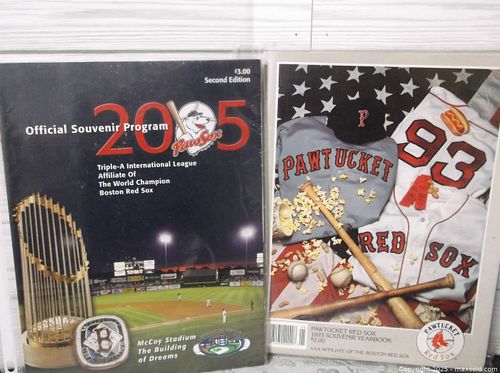 $3.00
Second Edition
Official Souvenir Program
2005
PawSox
Triple-A International League
Affiliate Of
The World Champion
Boston Red Sox
B
McCoy Stadium
The Building
of Dreams
P
PAWTUCKET
93
RED SOX
PAWTUCKET RED SOX
1993 SOUVENIR YEARBOOK
$2.00
AAA AFFILIATE OF THE BOSTON RED SOX
PAWTUCKET
Red Sox
© Copyright 2025 - maxsold.com